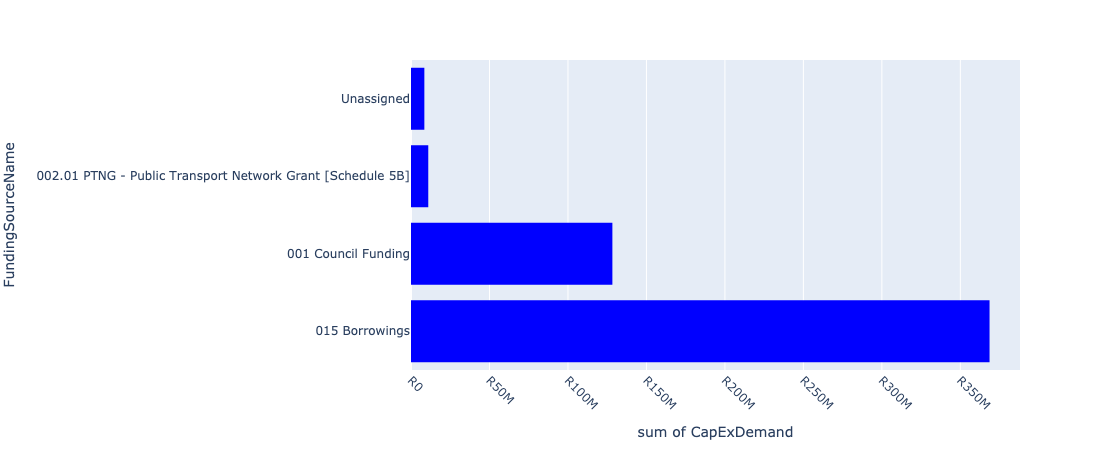 FundingSourceName
Unassigned
002.01 PTNG - Public Transport Network Grant [Schedule 5B]
001 Council Funding
015 Borrowings
R0
R50M
R100M
R150M
R200M
R250M
R300M
R350M
sum of CapExDemand